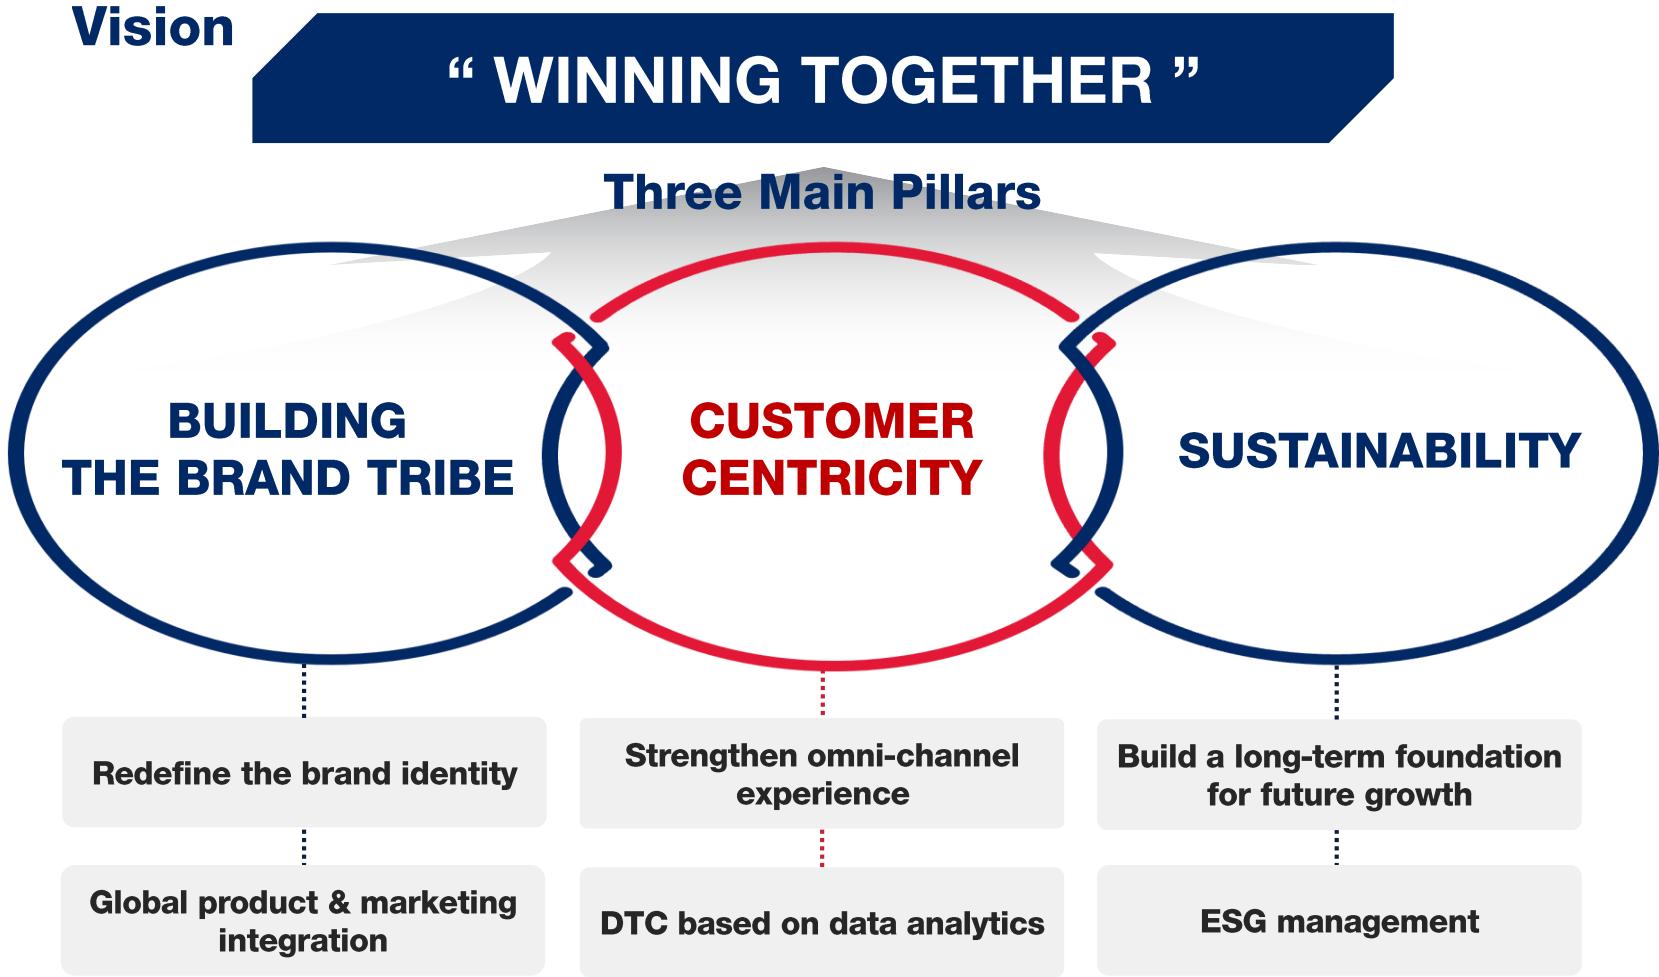 Vision
“ WINNING TOGETHER ”
Three Main Pillars
BUILDING
THE BRAND TRIBE
CUSTOMER
CENTRICITY
SUSTAINABILITY
Redefine the brand identity
Strengthen omni-channel
experience
Build a long-term foundation
for future growth
Global product & marketing
integration
DTC based on data analytics
ESG management